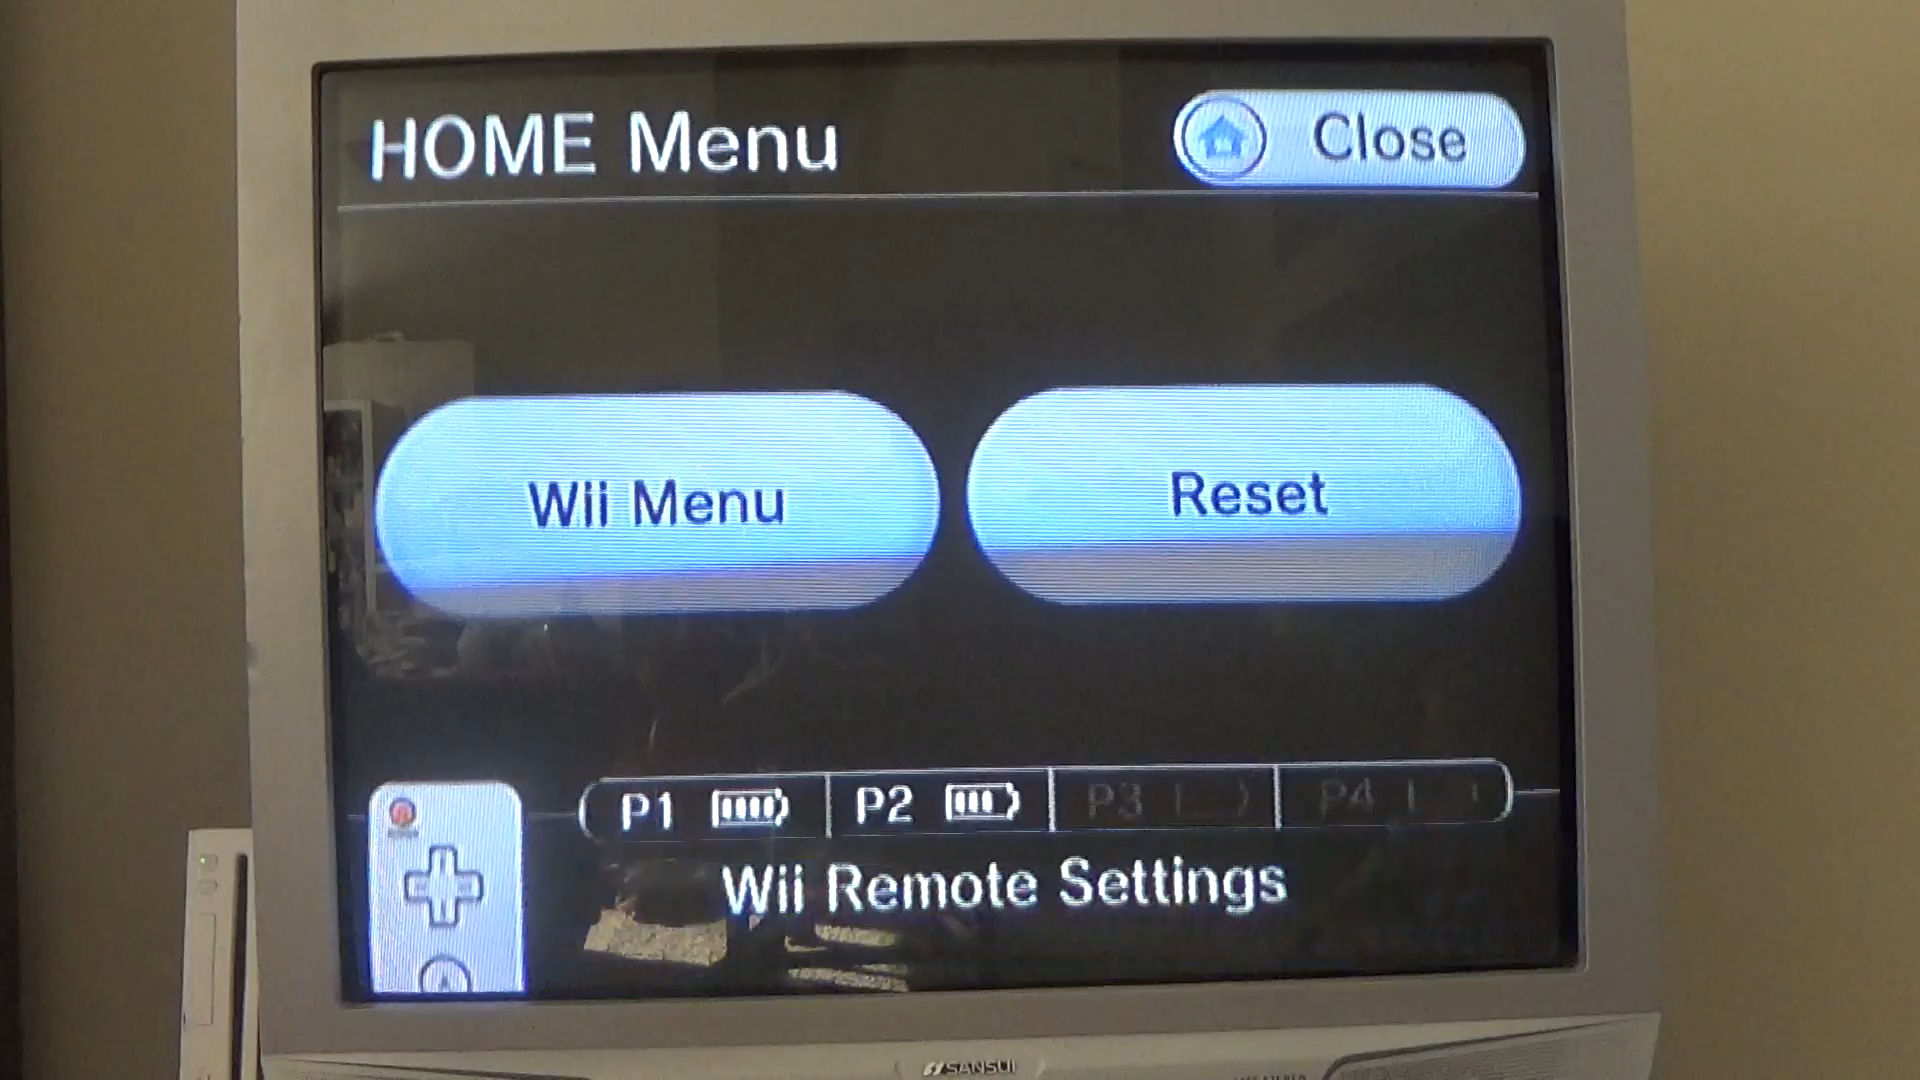 HOME Menu
Close
Wii Menu
Reset
P1 P2 P3 P4
Wii Remote Settings
A
SANSUI